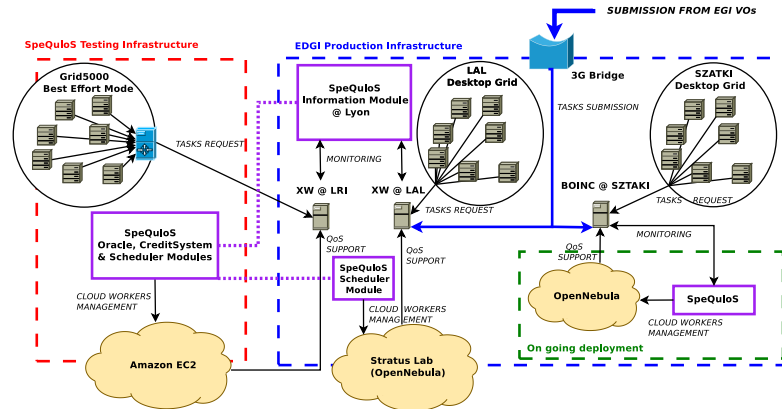 SUBMISSION FROM EGI VOs
SpeQuloS Testing Infrastructure
EDGI Production Infrastructure
Grid5000
Best Effort Mode
SpeQuloS
Information Module
@ Lyon
LAL
Desktop Grid
3G Bridge
SZATKI
Desktop Grid
TASKS SUBMISSION
TASKS REQUEST
MONITORING
XW @ LRI
XW @ LAL
BOINC @ SZTAKI
TASKS REQUEST
TASKS REQUEST
SpeQuloS
Oracle, CreditSystem
& Scheduler Modules
QoS
SUPPORT
QoS
SUPPORT
QoS
SUPPORT
MONITORING
SpeQuloS
Scheduler
Module
CLOUD WORKERS
MANAGEMENT
CLOUD WORKERS
MANAGEMENT
OpenNebula
SpeQuloS
CLOUD WORKERS
MANAGEMENT
On going deployment
Amazon EC2
Stratus Lab
(OpenNebula)